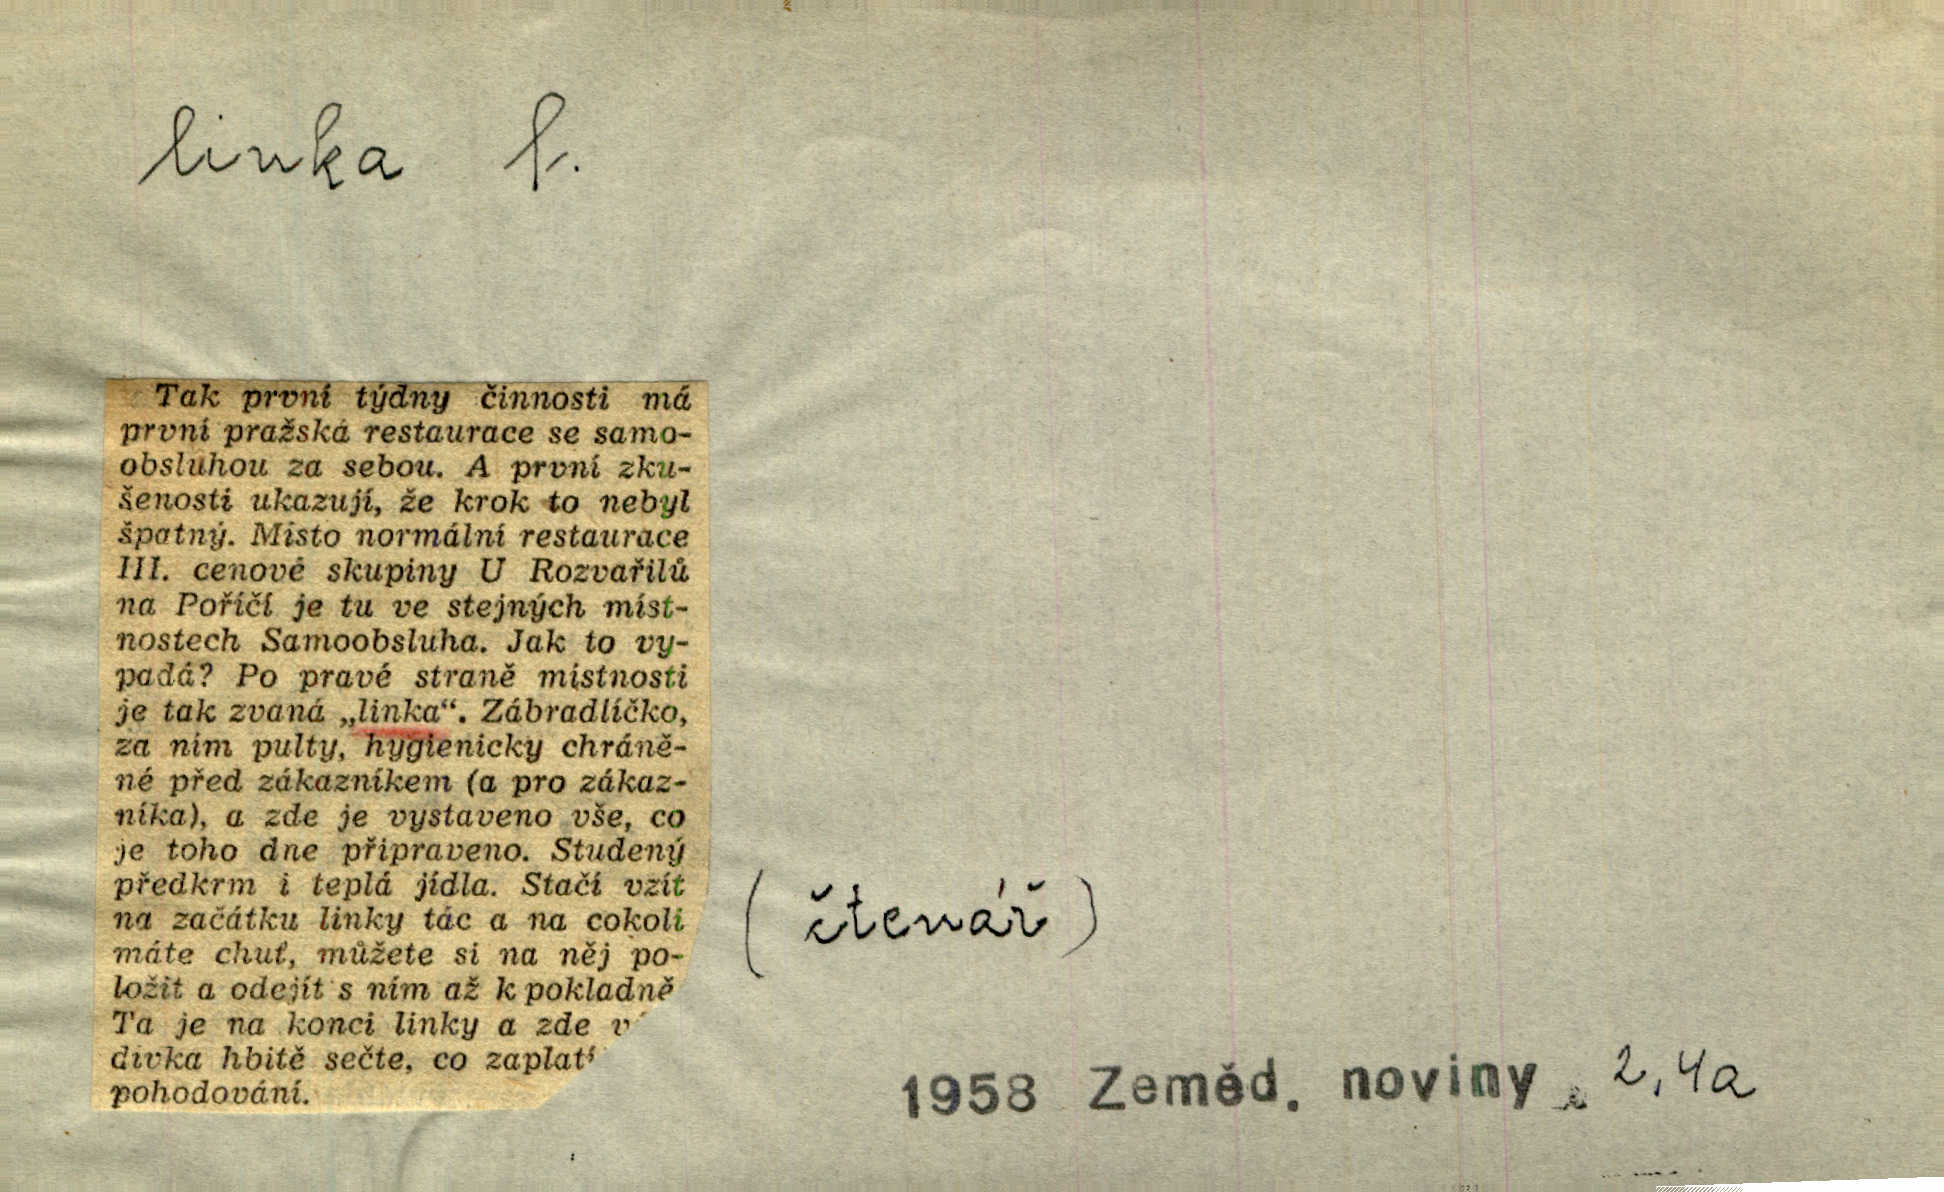 linka f.
Tak první týdny činnosti má
první pražská restaurace se samo-
obsluhou za sebou. A první zku-
šenosti ukazují, že krok to nebyl
špatný. Místo normální restaurace
III. cenové skupiny U Rozvařilů
na Poříčí je tu ve stejných míst-
nostech Samoobsluha. Jak to vy-
padá? Po pravé straně místnosti
je tak zvaná „linka“. Zábradlíčko,
za ním pulty, hygienicky chráně-
né před zákazníkem (a pro zákaz-
níka), a zde je vystaveno vše, co
je toho dne připraveno. Studený
předkrm i teplá jídla. Stačí vzít
na začátku linky tác a na cokoli
máte chuť, můžete si na něj po-
ložit a odejít s ním až k pokladně
Ta je na konci linky a zde
dívka hbitě sečte, co zaplatí
pohodování.
(čtenář)
1958 Zeměd. noviny 2,4a